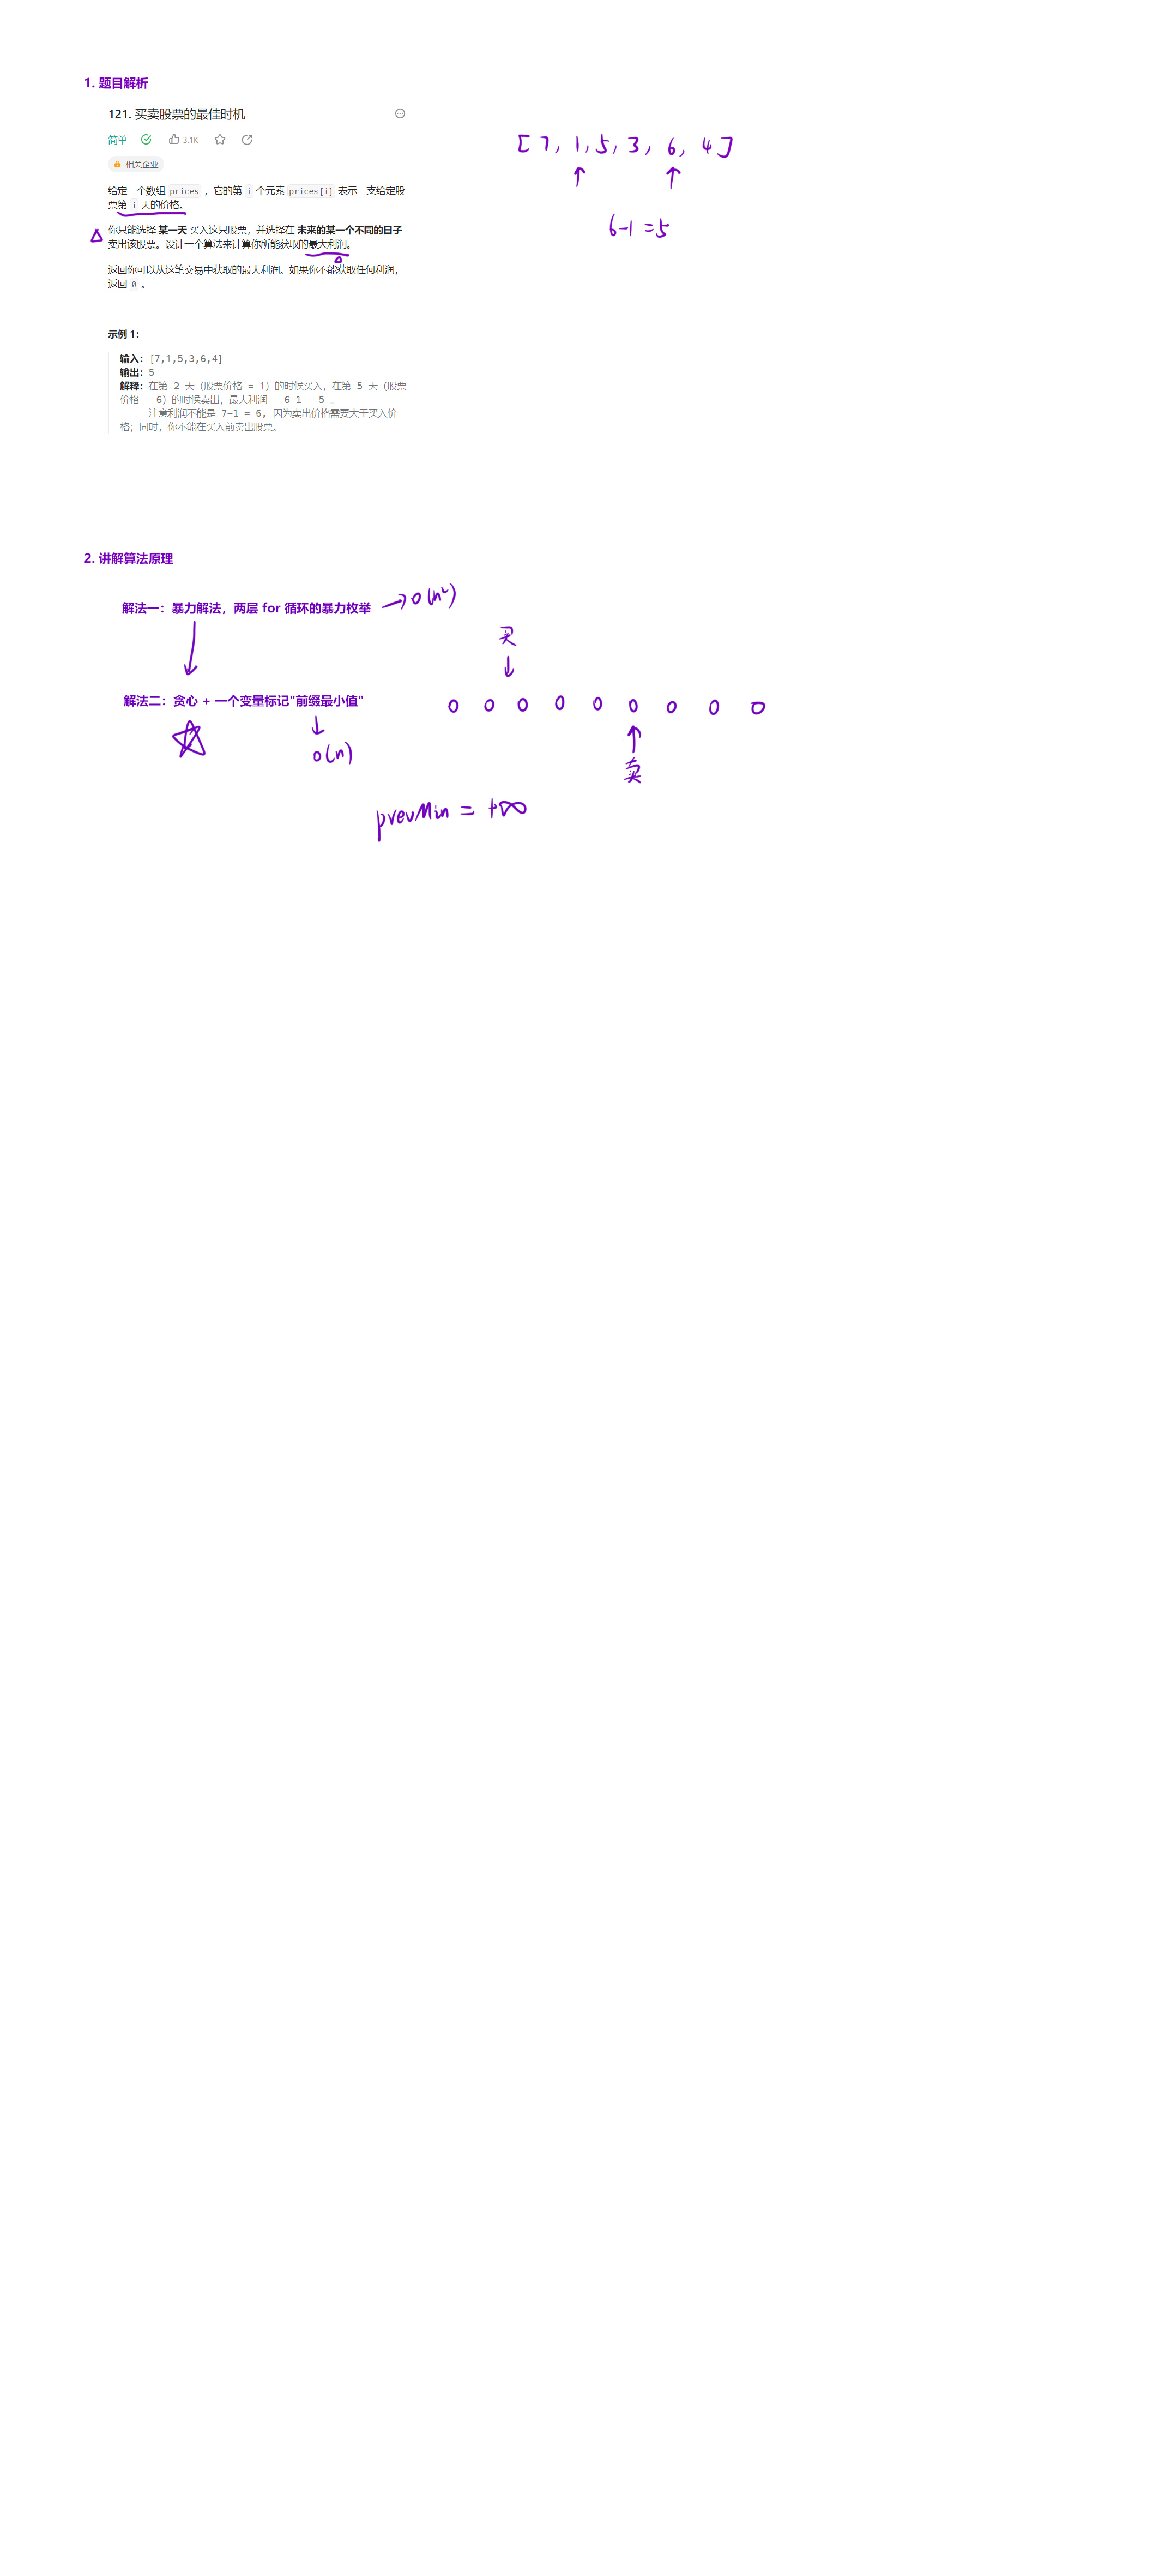 1. 题目解析
121. 买卖股票的最佳时机
简单 3.1K
相关企业
给定一个数组 prices ，它的第 i 个元素 prices[i] 表示一支给定股
票第 i 天的价格。
你只能选择 某一天 买入这只股票，并选择在 未来的某一个不同的日子
卖出该股票。设计一个算法来计算你所能获取的最大利润。
返回你可以从这笔交易中获取的最大利润。如果你不能获取任何利润，
返回 0 。
示例 1：
输入：[7,1,5,3,6,4]
输出：5
解释：在第 2 天（股票价格 = 1）的时候买入，在第 5 天（股票
价格 = 6）的时候卖出，最大利润 = 6-1 = 5 。
注意利润不能是 7-1 = 6, 因为卖出价格需要大于买入价
格；同时，你不能在买入前卖出股票。
[7, 1, 5, 3, 6, 4]
6-1=5
2. 讲解算法原理
解法一：暴力解法，两层 for 循环的暴力枚举 → O(n²)
买
解法二：贪心 + 一个变量标记"前缀最小值"
0 0 0 0 0 0 0 0 0
O(n)
卖
prevMin = +∞